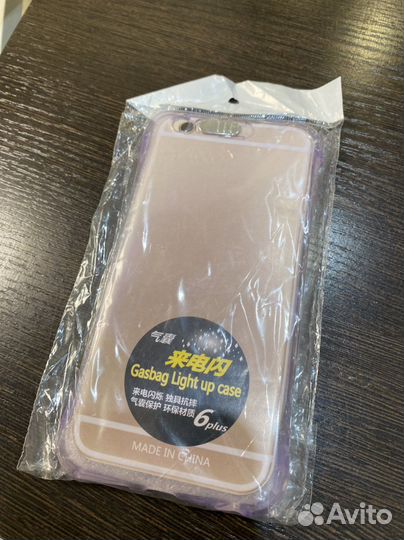 气囊
来电闪
Gasbag Light up case
来电闪烁 独具抗摔
气囊保护 环保材质
6plus
MADE IN CHINA
Avito